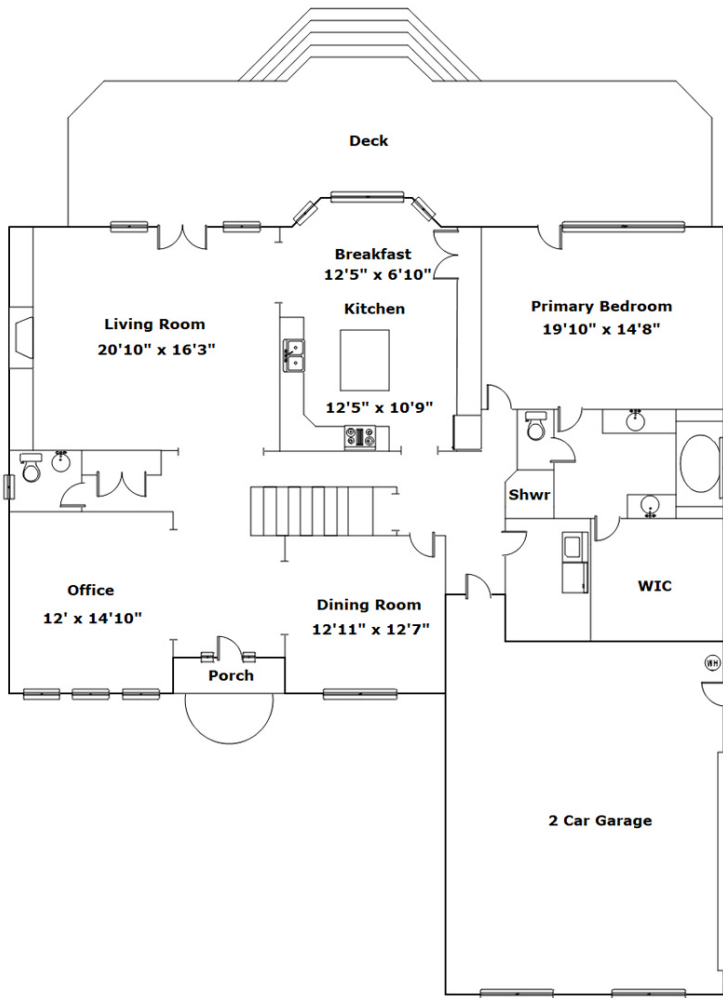 Deck
Breakfast
12'5" x 6'10"
Kitchen
12'5" x 10'9"
Living Room
20'10" x 16'3"
Primary Bedroom
19'10" x 14'8"
Shwr
WIC
Office
12' x 14'10"
Dining Room
12'11" x 12'7"
Porch
WH
2 Car Garage